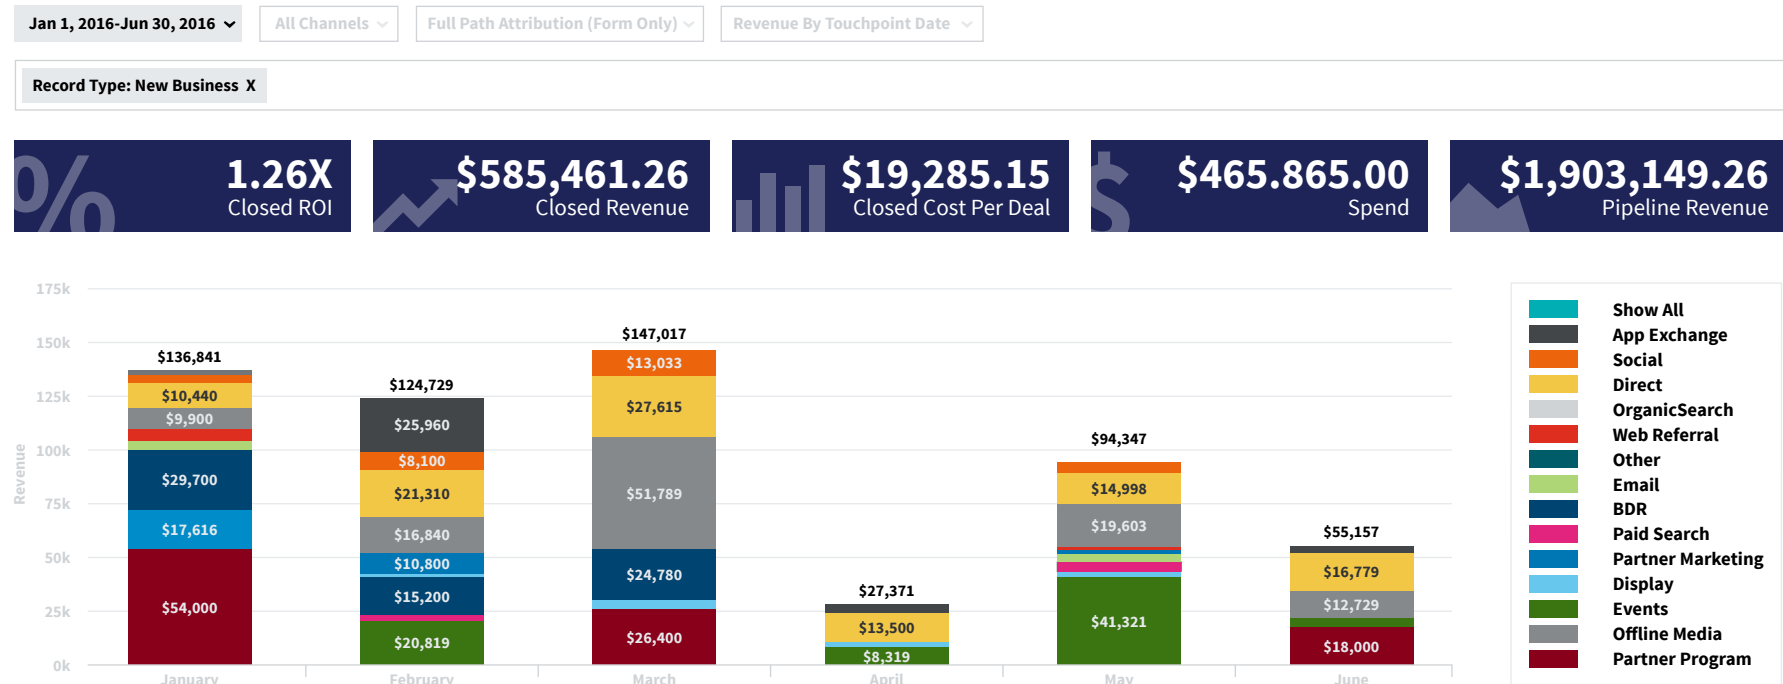 Jan 1, 2016-Jun 30, 2016 All Channels Full Path Attribution (Form Only) Revenue By Touchpoint Date
Record Type: New Business X
1.26X
Closed ROI
$585,461.26
Closed Revenue
$19,285.15
Closed Cost Per Deal
$465.865.00
Spend
$1,903,149.26
Pipeline Revenue
Revenue
175k
150k
125k
100k
75k
50k
25k
0k
$136,841
$10,440
$9,900
$29,700
$17,616
$54,000
January
$124,729
$25,960
$8,100
$21,310
$16,840
$10,800
$15,200
$20,819
February
$147,017
$13,033
$27,615
$51,789
$24,780
$26,400
March
$27,371
$13,500
$8,319
April
$94,347
$14,998
$19,603
$41,321
May
$55,157
$16,779
$12,729
$18,000
June
Show All
App Exchange
Social
Direct
OrganicSearch
Web Referral
Other
Email
BDR
Paid Search
Partner Marketing
Display
Events
Offline Media
Partner Program